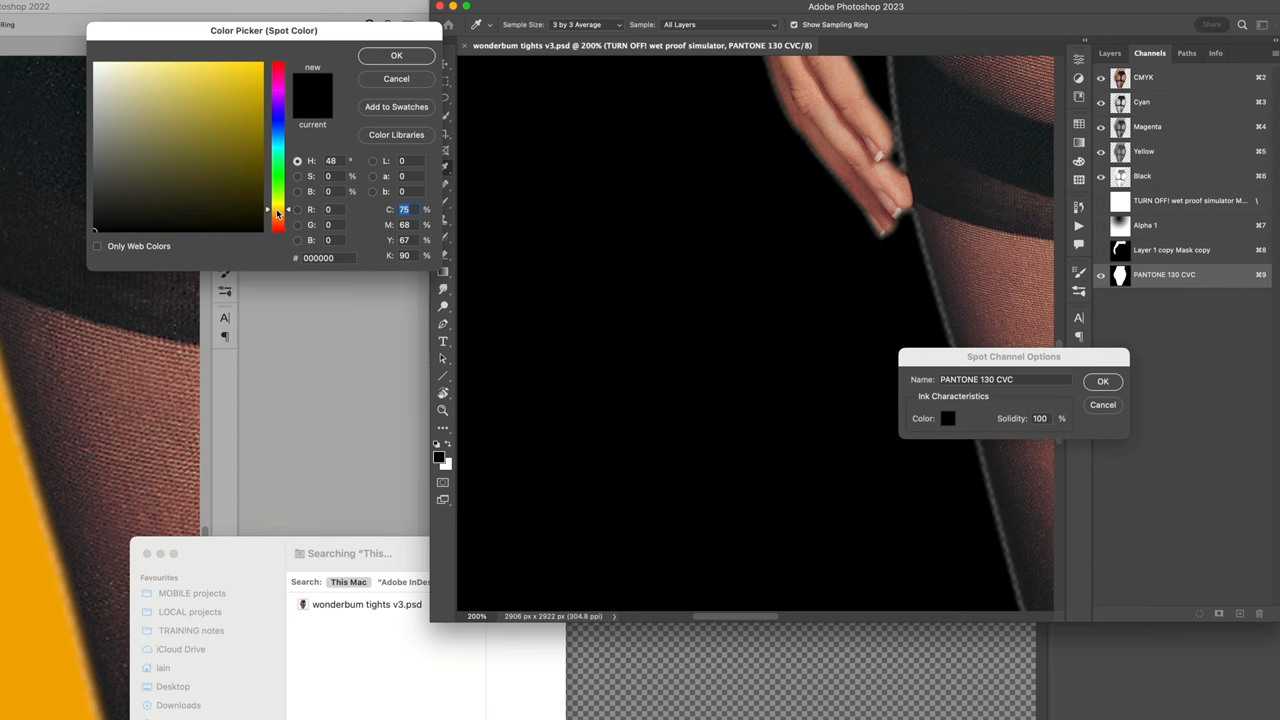 stoshop 2022
Ring
Adobe Photoshop 2023
Sample Size: 3 by 3 Average
Sample: All Layers
Show Sampling Ring
Share
wonderbum tights v3.psd @ 200% (TURN OFF! wet proof simulator, PANTONE 130 CVC/8)
Color Picker (Spot Color)
new
current
OK
Cancel
Add to Swatches
Color Libraries
H: 48 °
S: 0 %
B: 0 %
R: 0
G: 0
B: 0
L: 0
a: 0
b: 0
C: 75 %
M: 68 %
Y: 67 %
K: 90 %
# 000000
Only Web Colors
Layers Channels Paths Info
CMYK ⌘2
Cyan ⌘3
Magenta ⌘4
Yellow ⌘5
Black ⌘6
TURN OFF! wet proof simulator M... \
Alpha 1 ⌘7
Layer 1 copy Mask copy ⌘8
PANTONE 130 CVC ⌘9
Spot Channel Options
Name: PANTONE 130 CVC
OK
Ink Characteristics
Cancel
Color:
Solidity: 100 %
200% 2906 px x 2922 px (304.8 ppi)
Searching “This...
Search: This Mac “Adobe InDes
wonderbum tights v3.psd
Favourites
MOBILE projects
LOCAL projects
TRAINING notes
iCloud Drive
iain
Desktop
Downloads